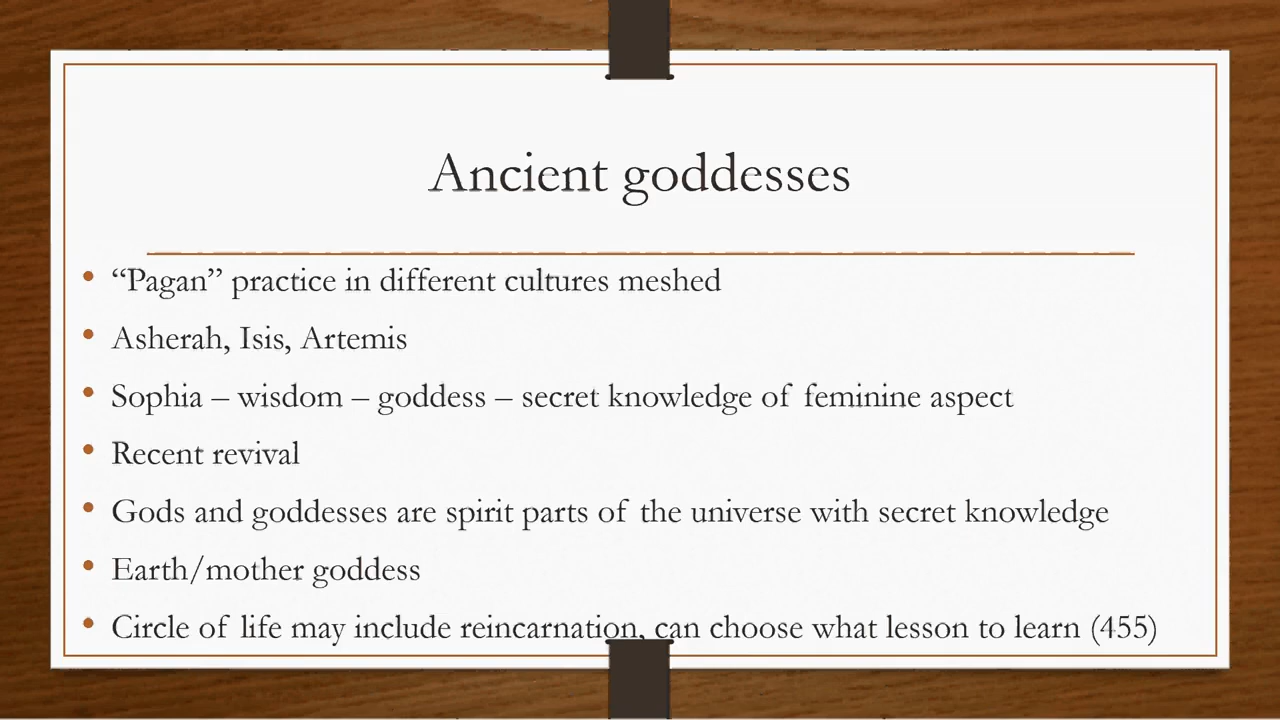 Ancient goddesses
• “Pagan” practice in different cultures meshed
• Asherah, Isis, Artemis
• Sophia – wisdom – goddess – secret knowledge of feminine aspect
• Recent revival
• Gods and goddesses are spirit parts of the universe with secret knowledge
• Earth/mother goddess
• Circle of life may include reincarnation, can choose what lesson to learn (455)